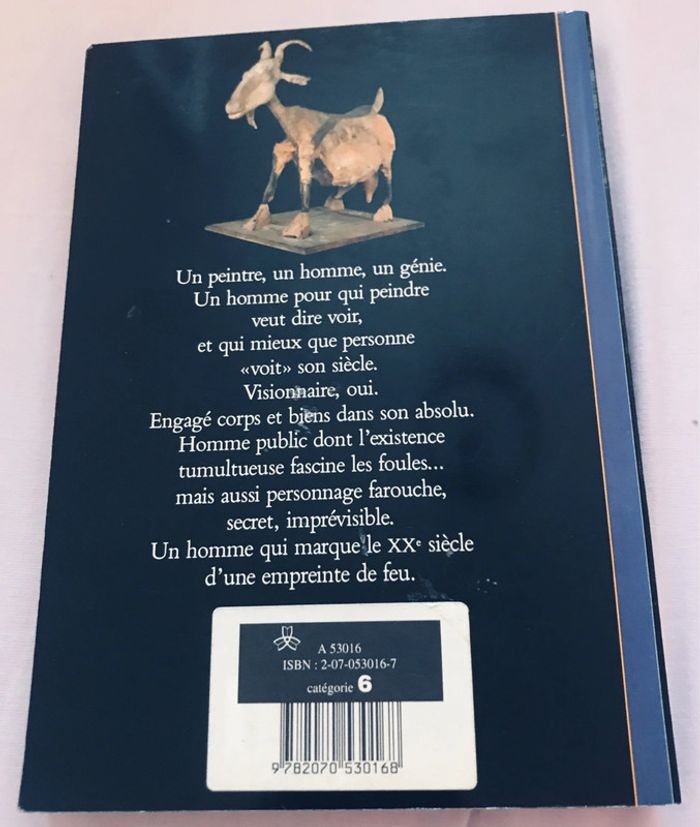 Un peintre, un homme, un génie.
Un homme pour qui peindre
veut dire voir,
et qui mieux que personne
«voit» son siècle.
Visionnaire, oui.
Engagé corps et biens dans son absolu.
Homme public dont l’existence
tumultueuse fascine les foules...
mais aussi personnage farouche,
secret, imprévisible.
Un homme qui marque le XXᵉ siècle
d’une empreinte de feu.
A 53016
ISBN : 2-07-053016-7
catégorie 6
9 782070 530168